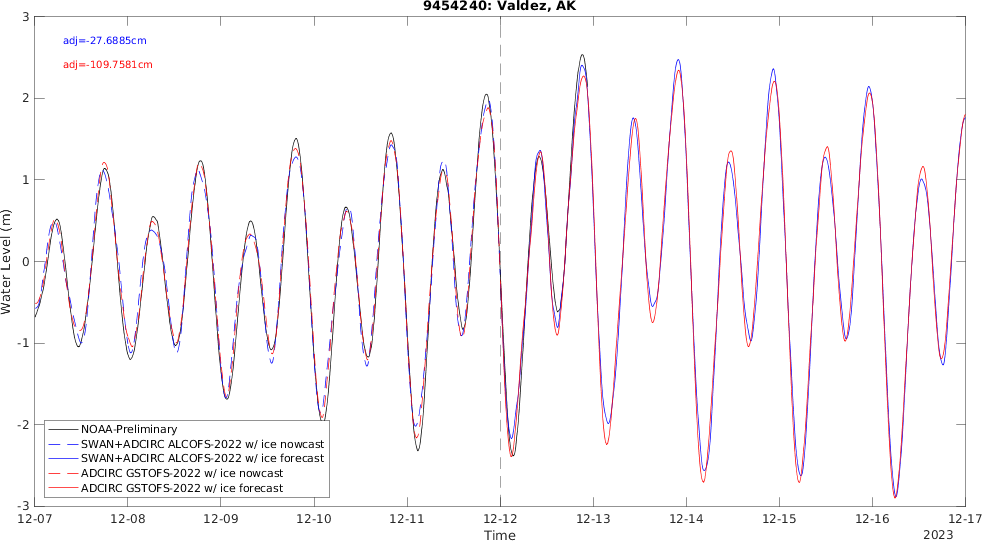 9454240: Valdez, AK
adj=-27.6885cm
adj=-109.7581cm
Water Level (m)
3
2
1
0
-1
-2
-3
NOAA-Preliminary
SWAN+ADCIRC ALCOFS-2022 w/ ice nowcast
SWAN+ADCIRC ALCOFS-2022 w/ ice forecast
ADCIRC GSTOFS-2022 w/ ice nowcast
ADCIRC GSTOFS-2022 w/ ice forecast
12-07 12-08 12-09 12-10 12-11 12-12 12-13 12-14 12-15 12-16 12-17
Time
2023